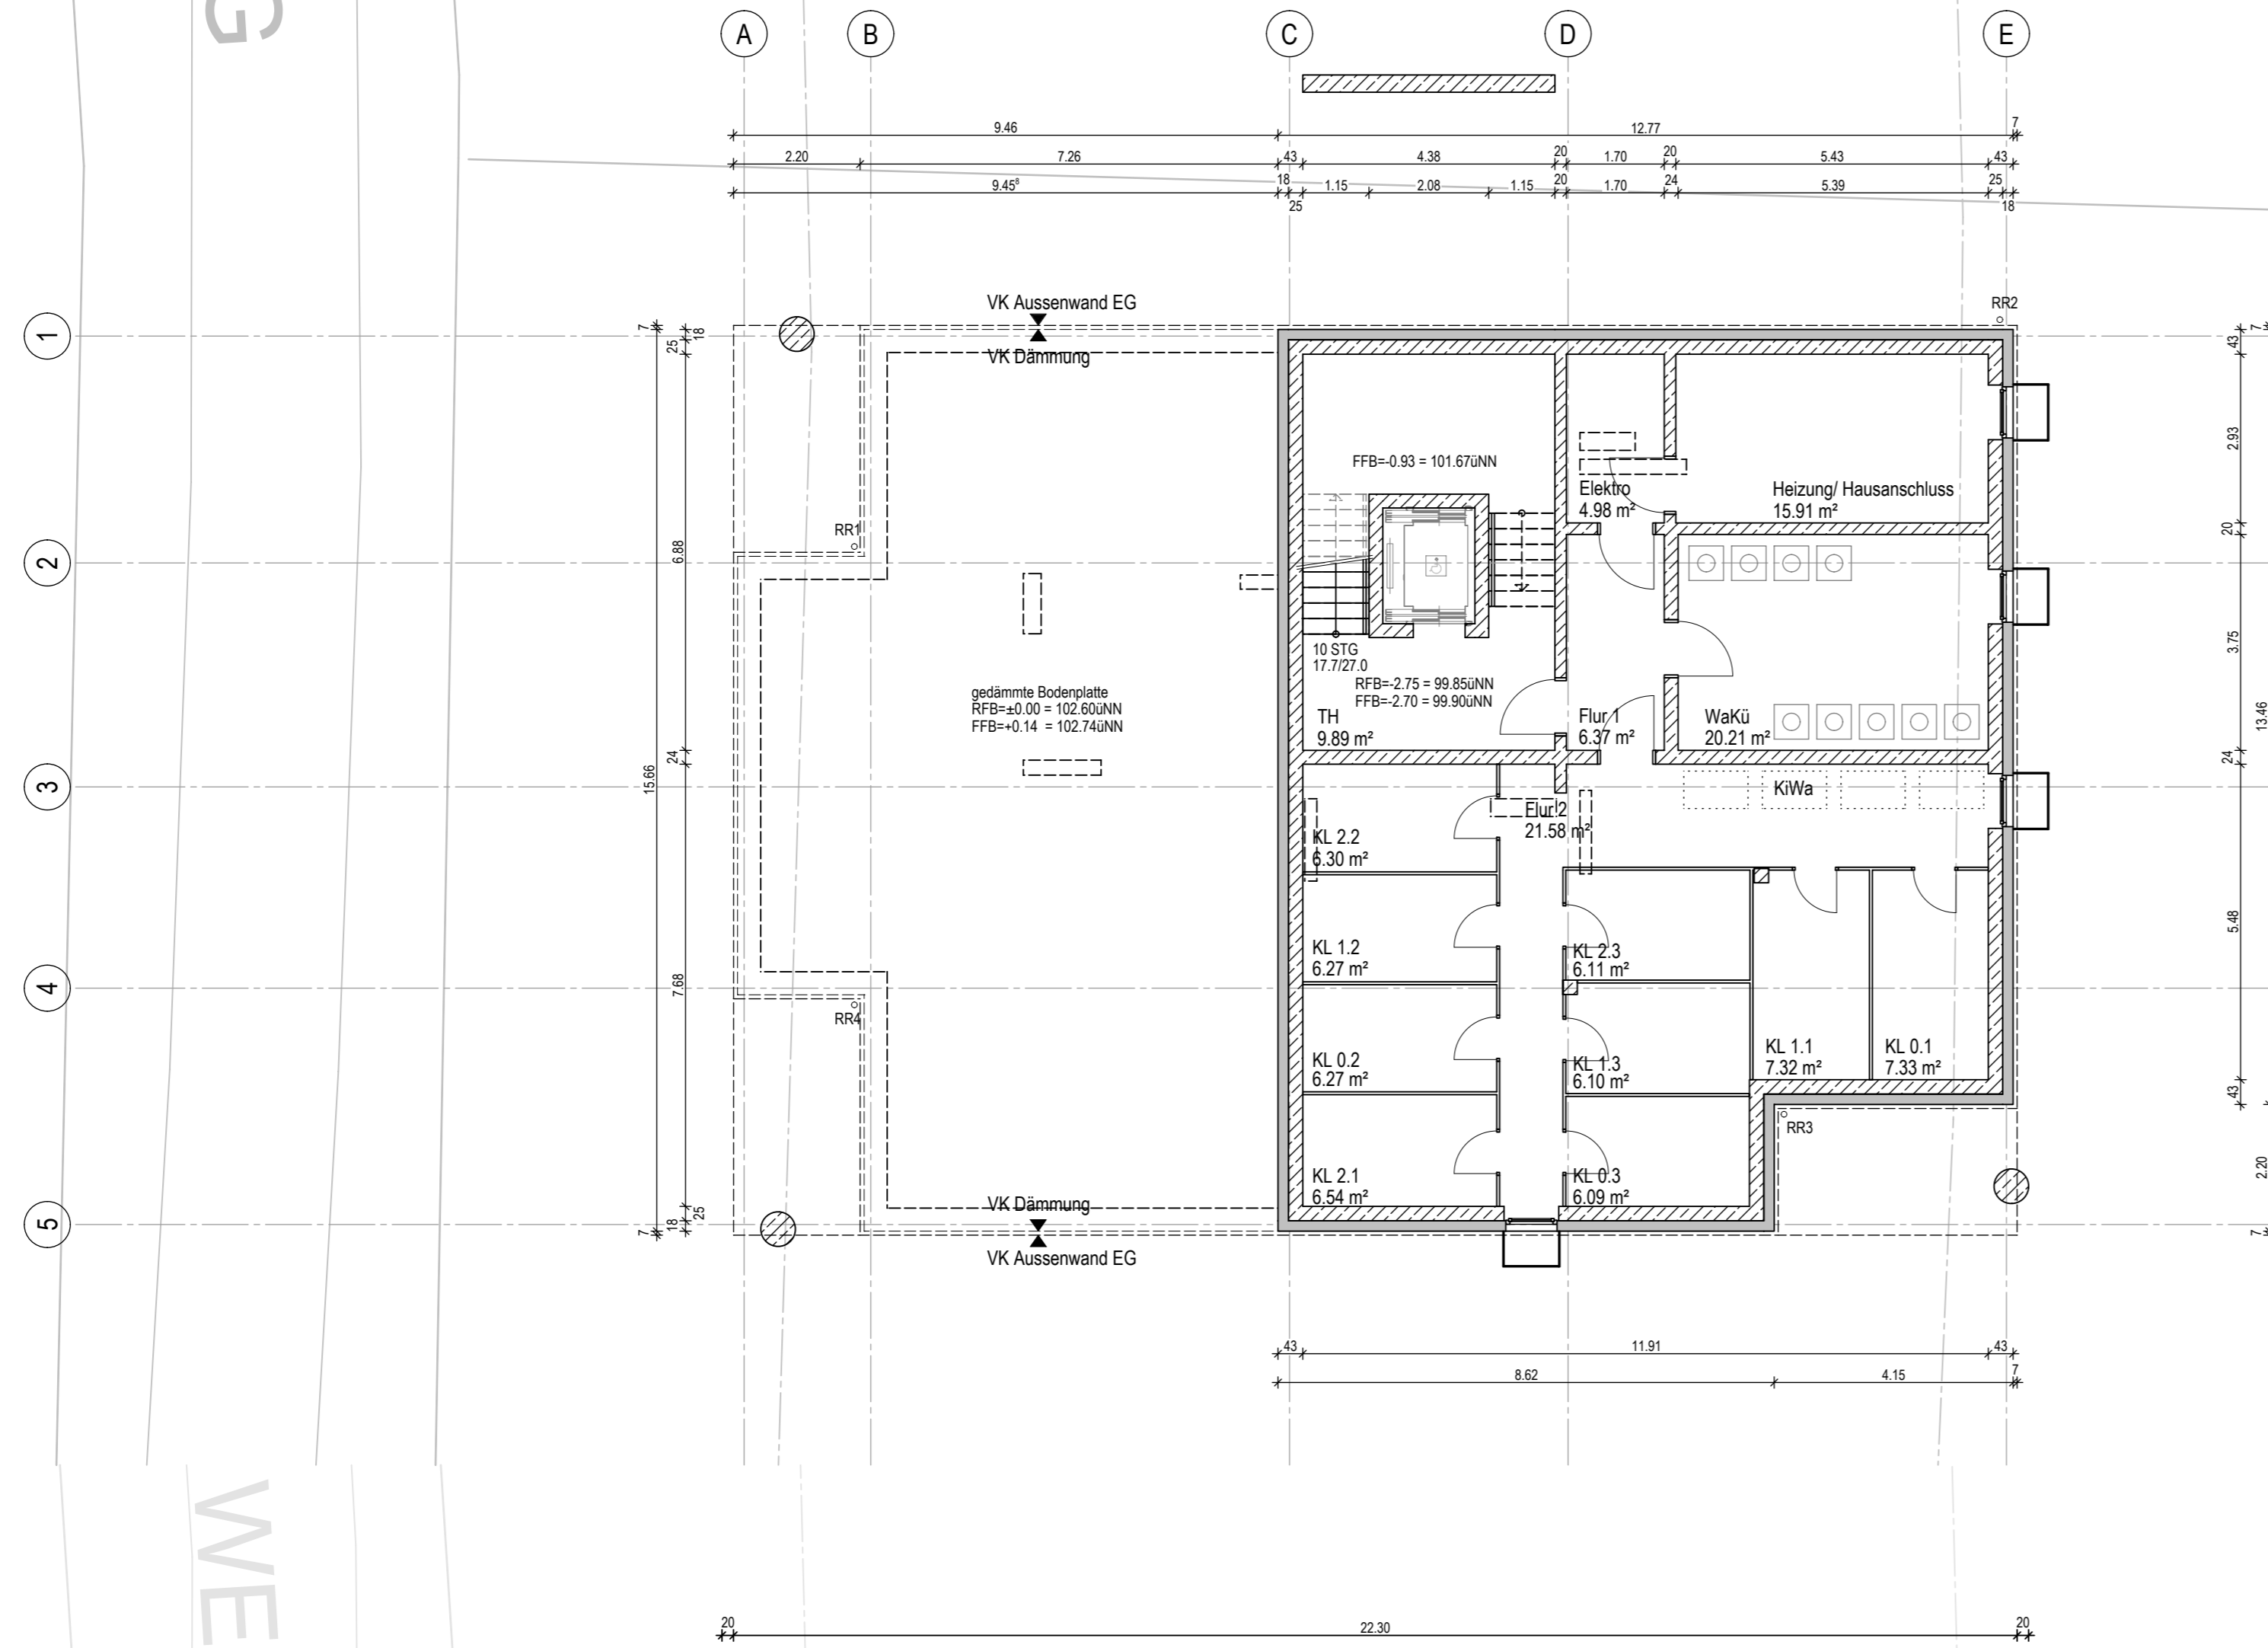 G
A
B
C
D
E
9.46
12.77
7
2.20
7.26
43
4.38
20
1.70
20
5.43
43
9.45⁸
18
25
1.15
2.08
1.15
20
1.70
24
5.39
25
18
1
2
3
4
5
VK Aussenwand EG
VK Dämmung
RR2
RR1
7
18
25
6.88
24
15.66
7.68
25
18
7
gedämmte Bodenplatte
RFB=±0.00 = 102.60üNN
FFB=+0.14 = 102.74üNN
FFB=-0.93 = 101.67üNN
10 STG
17.7/27.0
RFB=-2.75 = 99.85üNN
FFB=-2.70 = 99.90üNN
TH
9.89 m²
Elektro
4.98 m²
Heizung/ Hausanschluss
15.91 m²
Flur 1
6.37 m²
WaKü
20.21 m²
KiWa
Flur 2
21.58 m²
KL 2.2
6.30 m²
KL 1.2
6.27 m²
KL 2.3
6.11 m²
KL 0.2
6.27 m²
KL 1.3
6.10 m²
KL 1.1
7.32 m²
KL 0.1
7.33 m²
KL 2.1
6.54 m²
KL 0.3
6.09 m²
RR4
RR3
VK Dämmung
VK Aussenwand EG
7
43
2.93
20
3.75
13.46
24
5.48
43
2.20
7
43
11.91
43
8.62
4.15
7
WE
20
22.30
20